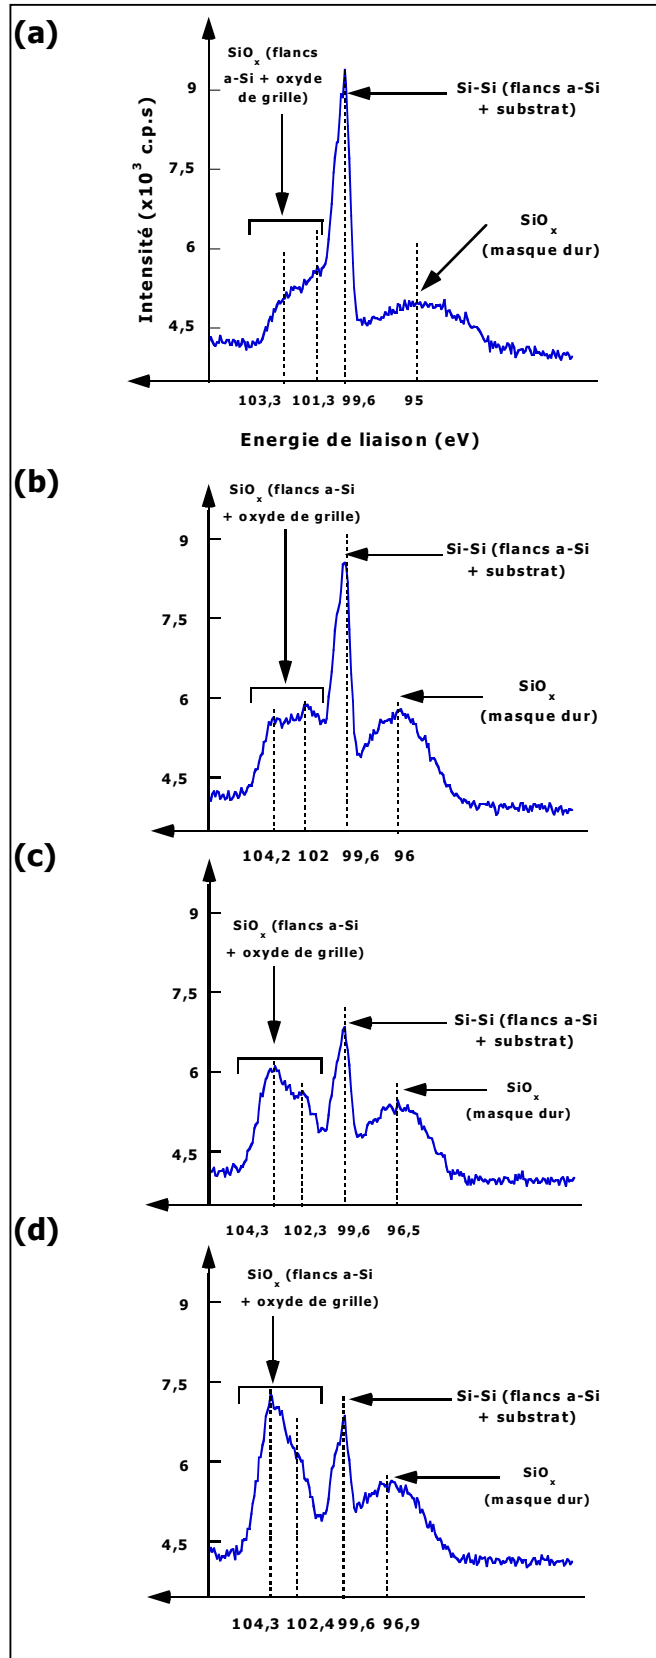 (a)
SiOx (flancs
a-Si + oxyde
de grille)
Si-Si (flancs a-Si
+ substrat)
SiOx
(masque dur)
Intensité (x10³ c.p.s)
9
7,5
6
4,5
103,3 101,3 99,6 95
Energie de liaison (eV)
(b)
SiOx (flancs a-Si
+ oxyde de grille)
Si-Si (flancs a-Si
+ substrat)
SiOx
(masque dur)
9
7,5
6
4,5
104,2 102 99,6 96
(c)
SiOx (flancs a-Si
+ oxyde de grille)
Si-Si (flancs a-Si
+ substrat)
SiOx
(masque dur)
9
7,5
6
4,5
104,3 102,3 99,6 96,5
(d)
SiOx (flancs a-Si
+ oxyde de grille)
Si-Si (flancs a-Si
+ substrat)
SiOx
(masque dur)
9
7,5
6
4,5
104,3 102,4 99,6 96,9